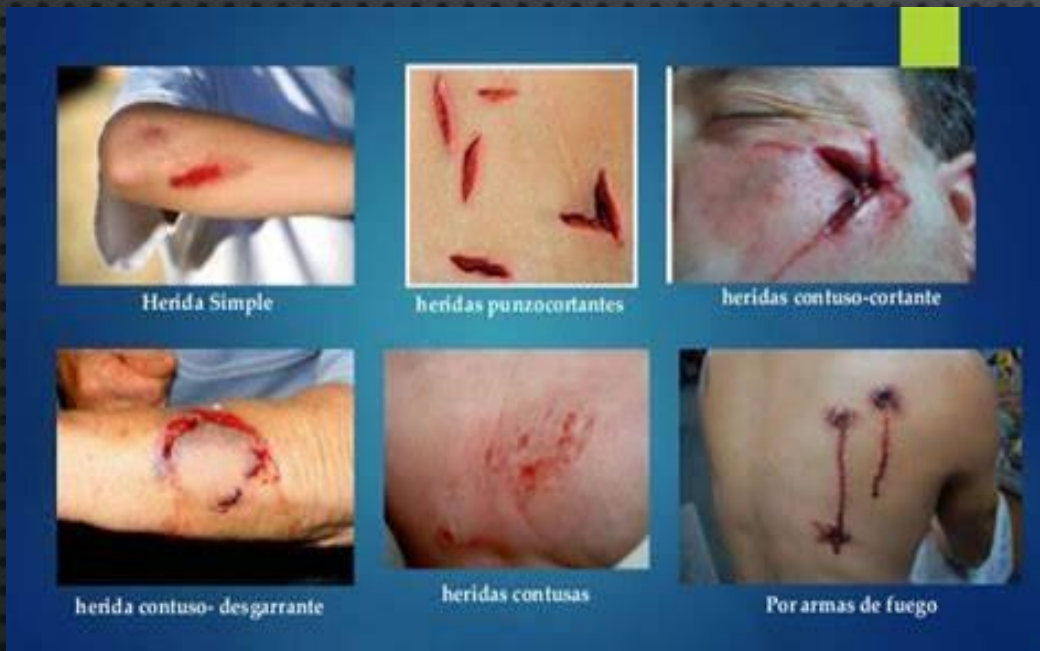 Herida Simple
heridas punzocortantes
heridas contuso-cortante
herida contuso- desgarrante
heridas contusas
Por armas de fuego